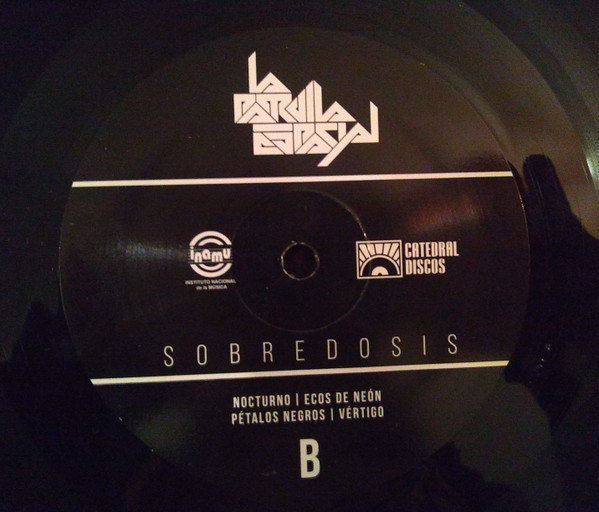 LA
PATRULLA
ESPACIAL
inamu
INSTITUTO NACIONAL
de la MÚSICA
CATEDRAL
DISCOS
SOBREDOSIS
NOCTURNO | ECOS DE NEÓN
PÉTALOS NEGROS | VÉRTIGO
B